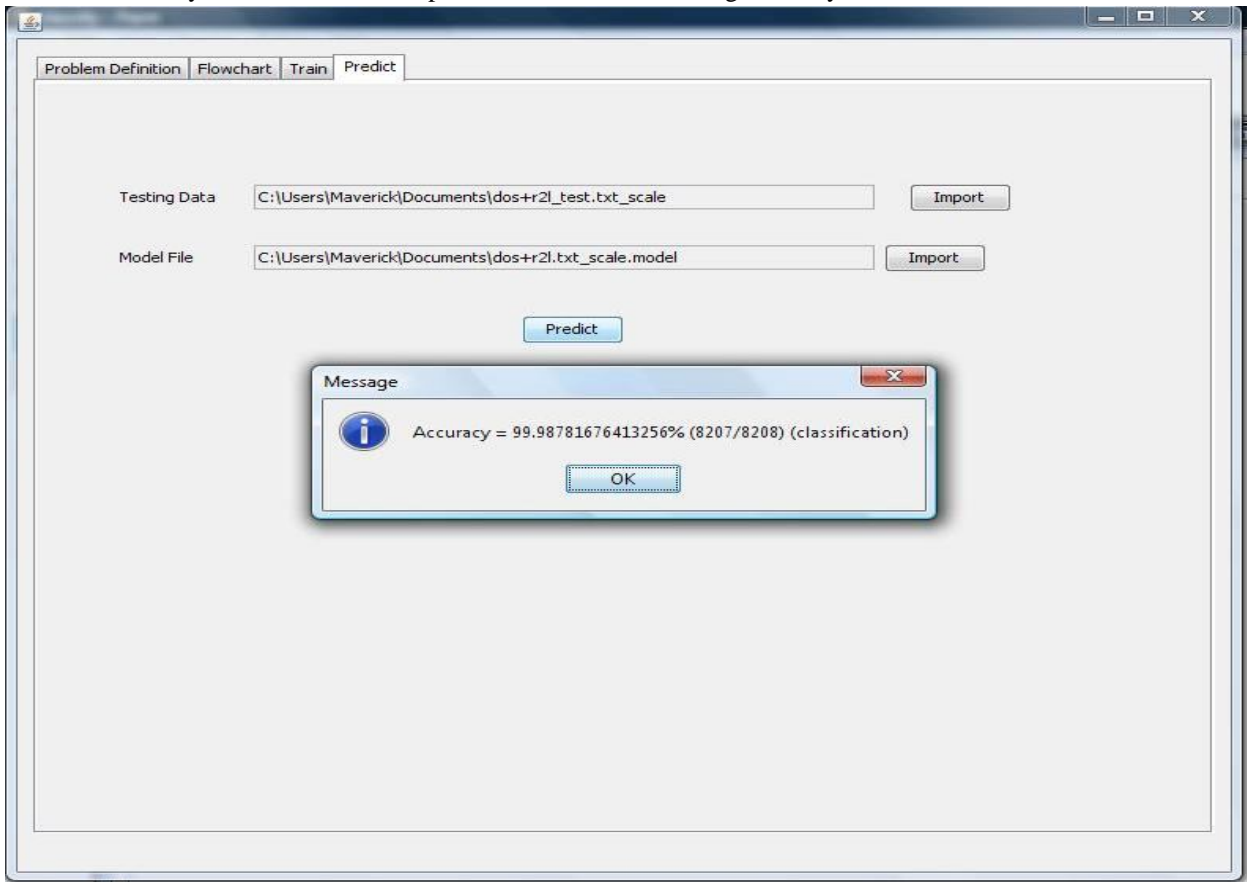 Problem Definition Flowchart Train Predict
Testing Data C:\Users\Maverick\Documents\dos+r2l_test.txt_scale Import
Model File C:\Users\Maverick\Documents\dos+r2l.txt_scale.model Import
Predict
Message
Accuracy = 99.98781676413256% (8207/8208) (classification)
OK